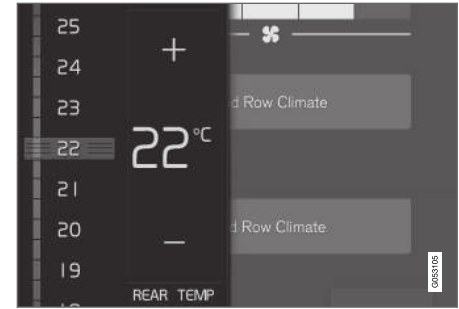 25
24
23
22
21
20
19
+
22°C
−
REAR TEMP
d Row Climate
d Row Climate
G053105